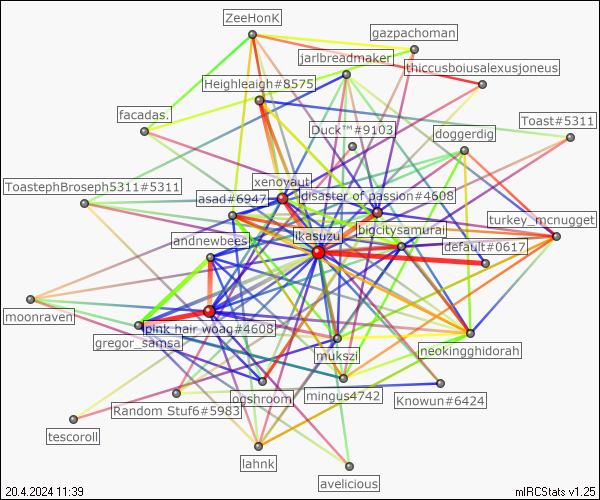 ZeeHonK
gazpachoman
jarlbreadmaker
thiccusboiusalexusjoneus
Heighleaigh#8575
facadas.
Toast#5311
Duck™#9103
doggerdig
xenoyaut
ToastephBroseph5311#5311
asad#6947
disaster of passion#4608
turkey_mcnugget
bigcitysamurai
likasuzu
andnewbees
default#0617
moonraven
pink hair woag#4608
gregor_samsa
mukszi
neokingghidorah
ogshroom
mingus4742
Knowun#6424
Random Stuf6#5983
tescoroll
lahnk
avelicious
20.4.2024 11:39
mIRCStats v1.25